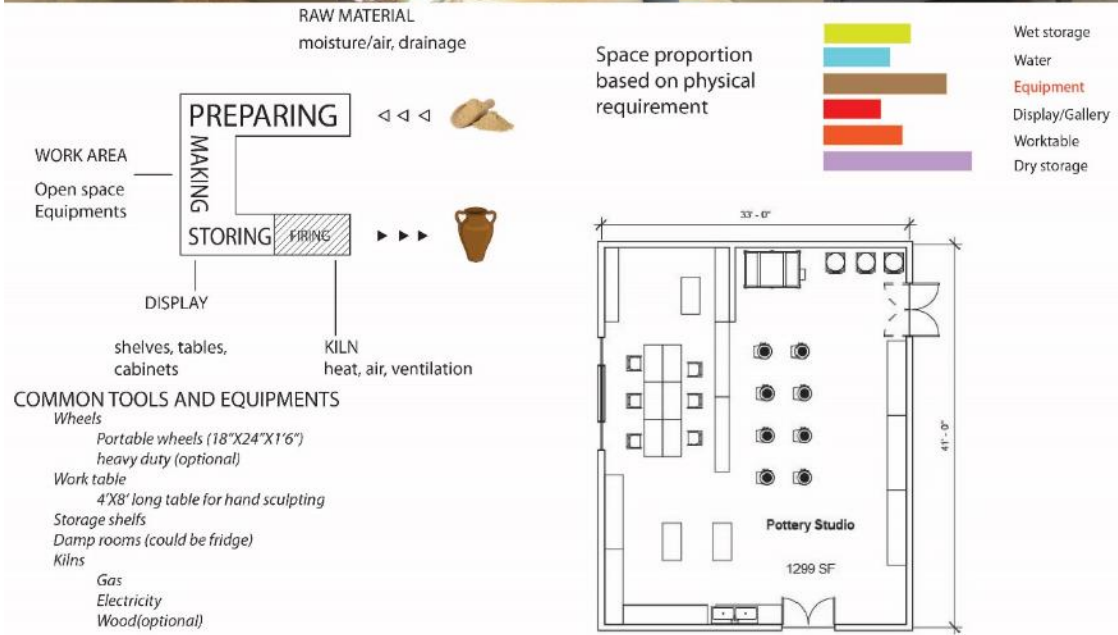 RAW MATERIAL
moisture/air, drainage
PREPARING
MAKING
STORING
FIRING
WORK AREA
Open space
Equipments
DISPLAY
shelves, tables,
cabinets
KILN
heat, air, ventilation
COMMON TOOLS AND EQUIPMENTS
Wheels
Portable wheels (18"X24"X1'6")
heavy duty (optional)
Work table
4'X8' long table for hand sculpting
Storage shelfs
Damp rooms (could be fridge)
Kilns
Gas
Electricity
Wood(optional)
Space proportion
based on physical
requirement
Wet storage
Water
Equipment
Display/Gallery
Worktable
Dry storage
33' - 0"
41' - 0"
Pottery Studio
1299 SF